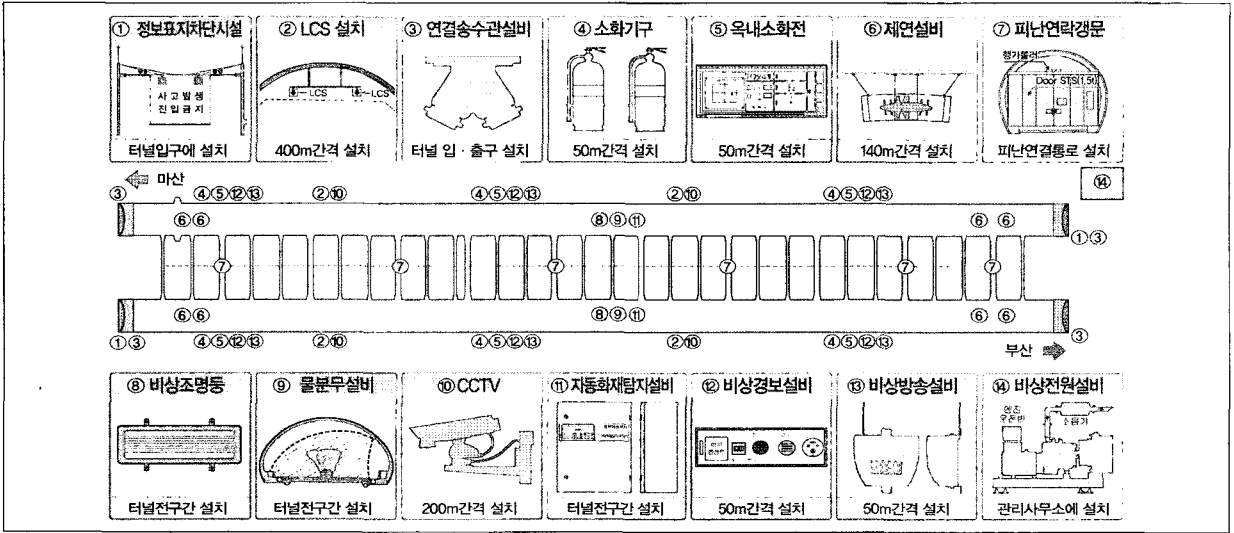 ① 정보표지차단시설
사고발생
진입금지
터널입구에 설치
② LCS 설치
LCS
LCS
400m간격 설치
③ 연결송수관설비
터널 입 · 출구 설치
④ 소화기구
50m간격 설치
⑤ 옥내소화전
50m간격 설치
⑥ 제연설비
140m간격 설치
⑦ 피난연락갱문
행가롤러
Door STS(1.5t)
피난연결통로 설치
마산
⑭
③ ④⑤⑫⑬ ②⑩ ④⑤⑫⑬ ②⑩ ④⑤⑫⑬
⑥⑥ ⑧⑨⑪ ⑥ ⑥
①③
⑦ ⑦ ⑦ ⑦ ⑦ ⑦
⑥⑥ ⑧⑨⑪ ⑥ ⑥
①③ ④⑤⑫⑬ ②⑩ ④⑤⑫⑬ ②⑩ ④⑤⑫⑬ ③
부산
⑧ 비상조명등
터널전구간 설치
⑨ 물분무설비
터널전구간 설치
⑩ CCTV
200m간격 설치
⑪ 자동화재탐지설비
터널전구간 설치
⑫ 비상경보설비
50m간격 설치
⑬ 비상방송설비
50m간격 설치
⑭ 비상전원설비
소음기
관리사무소에 설치